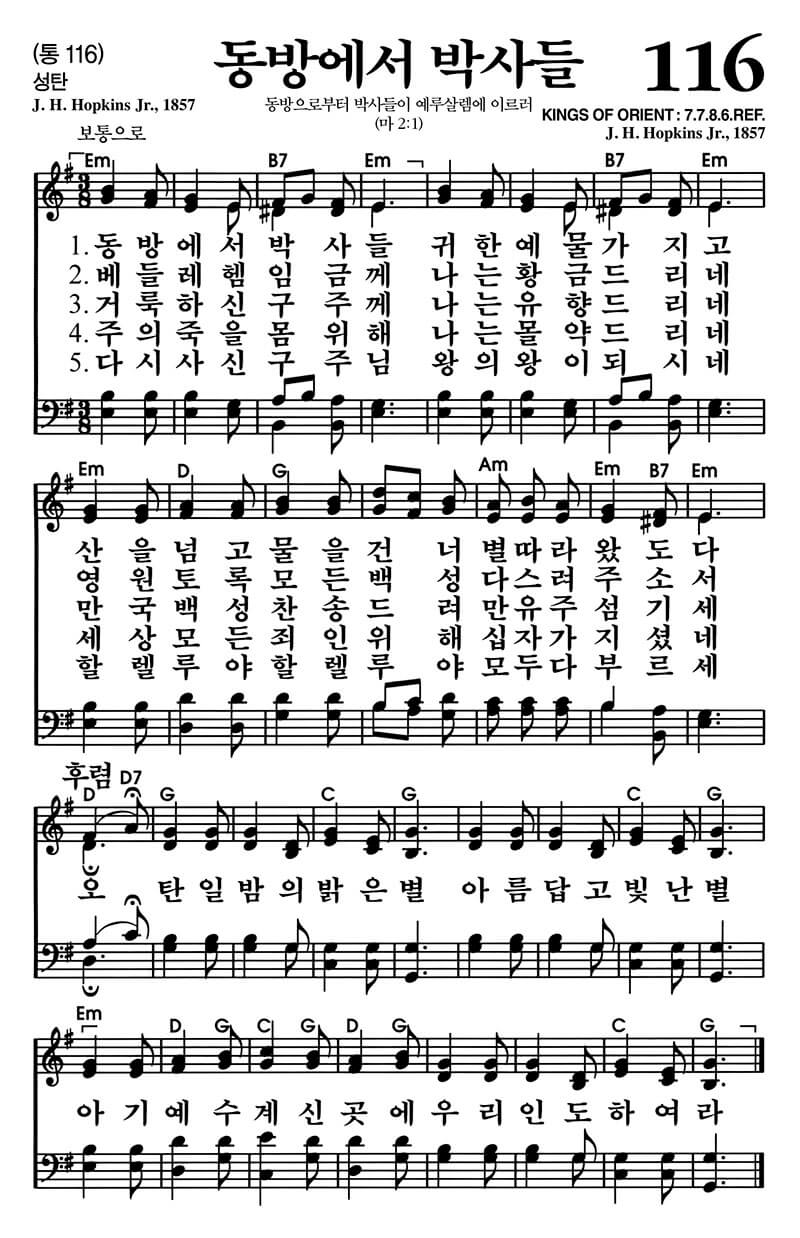 (통 116)
성탄
동방에서 박사들
116
J. H. Hopkins Jr., 1857
동방으로부터 박사들이 예루살렘에 이르러
(마 2:1)
KINGS OF ORIENT : 7.7.8.6.REF.
J. H. Hopkins Jr., 1857
보통으로
Em B7 Em B7 Em
3/8
1. 동 방 에 서 박 사 들 귀 한 예 물 가 지 고
2. 베 들 레 헴 임 금 께 나 는 황 금 드 리 네
3. 거 룩 하 신 구 주 께 나 는 유 향 드 리 네
4. 주 의 죽 을 몸 위 해 나 는 몰 약 드 리 네
5. 다 시 사 신 구 주 님 왕 의 왕 이 되 시 네
3/8
Em D G Am Em B7 Em
산 을 넘 고 물 을 건 너 별 따 라 왔 도 다
영 원 토 록 모 든 백 성 다 스 려 주 소 서
만 국 백 성 찬 송 드 려 만 유 주 섬 기 세
세 상 모 든 죄 인 위 해 십 자 가 지 셨 네
할 렐 루 야 할 렐 루 야 모 두 다 부 르 세
후렴
D D7 G C G C G
오 탄 일 밤 의 밝 은 별 아 름 답 고 빛 난 별
Em D G C G D G C G
아 기 예 수 계 신 곳 에 우 리 인 도 하 여 라